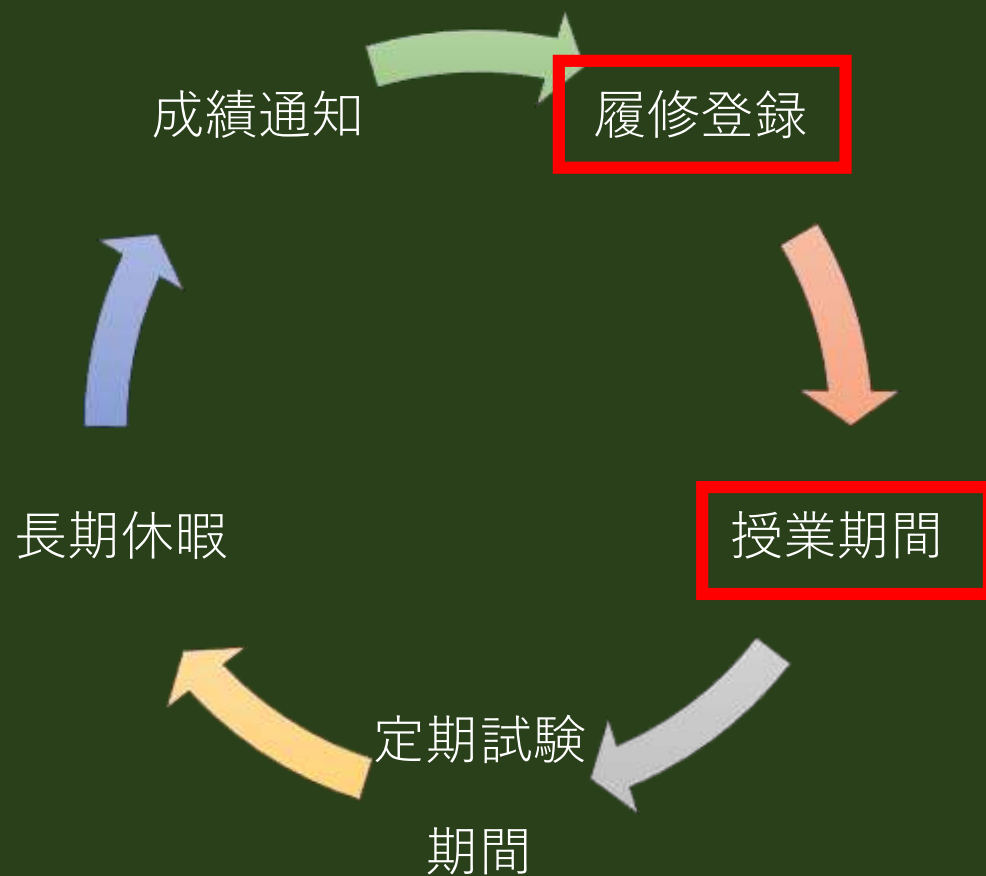 成績通知
履修登録
長期休暇
授業期間
定期試験
期間